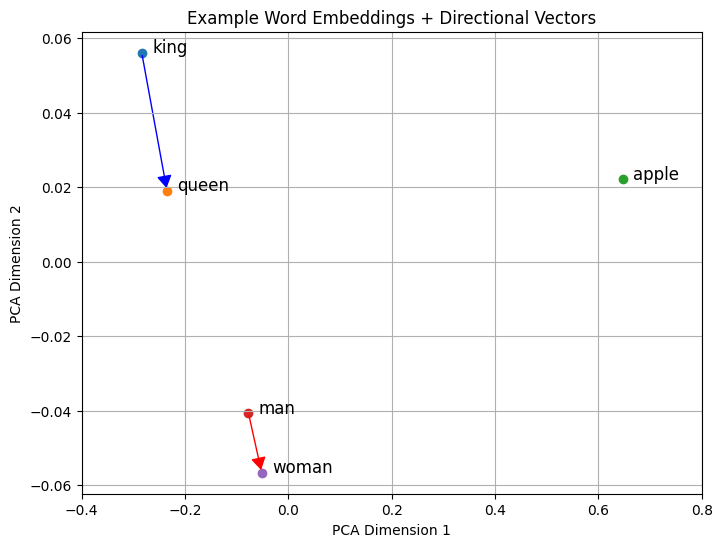 Example Word Embeddings + Directional Vectors
0.06
king
0.04
apple
queen
0.02
PCA Dimension 2
0.00
−0.02
man
−0.04
woman
−0.06
−0.4
−0.2
0.0
0.2
0.4
0.6
0.8
PCA Dimension 1